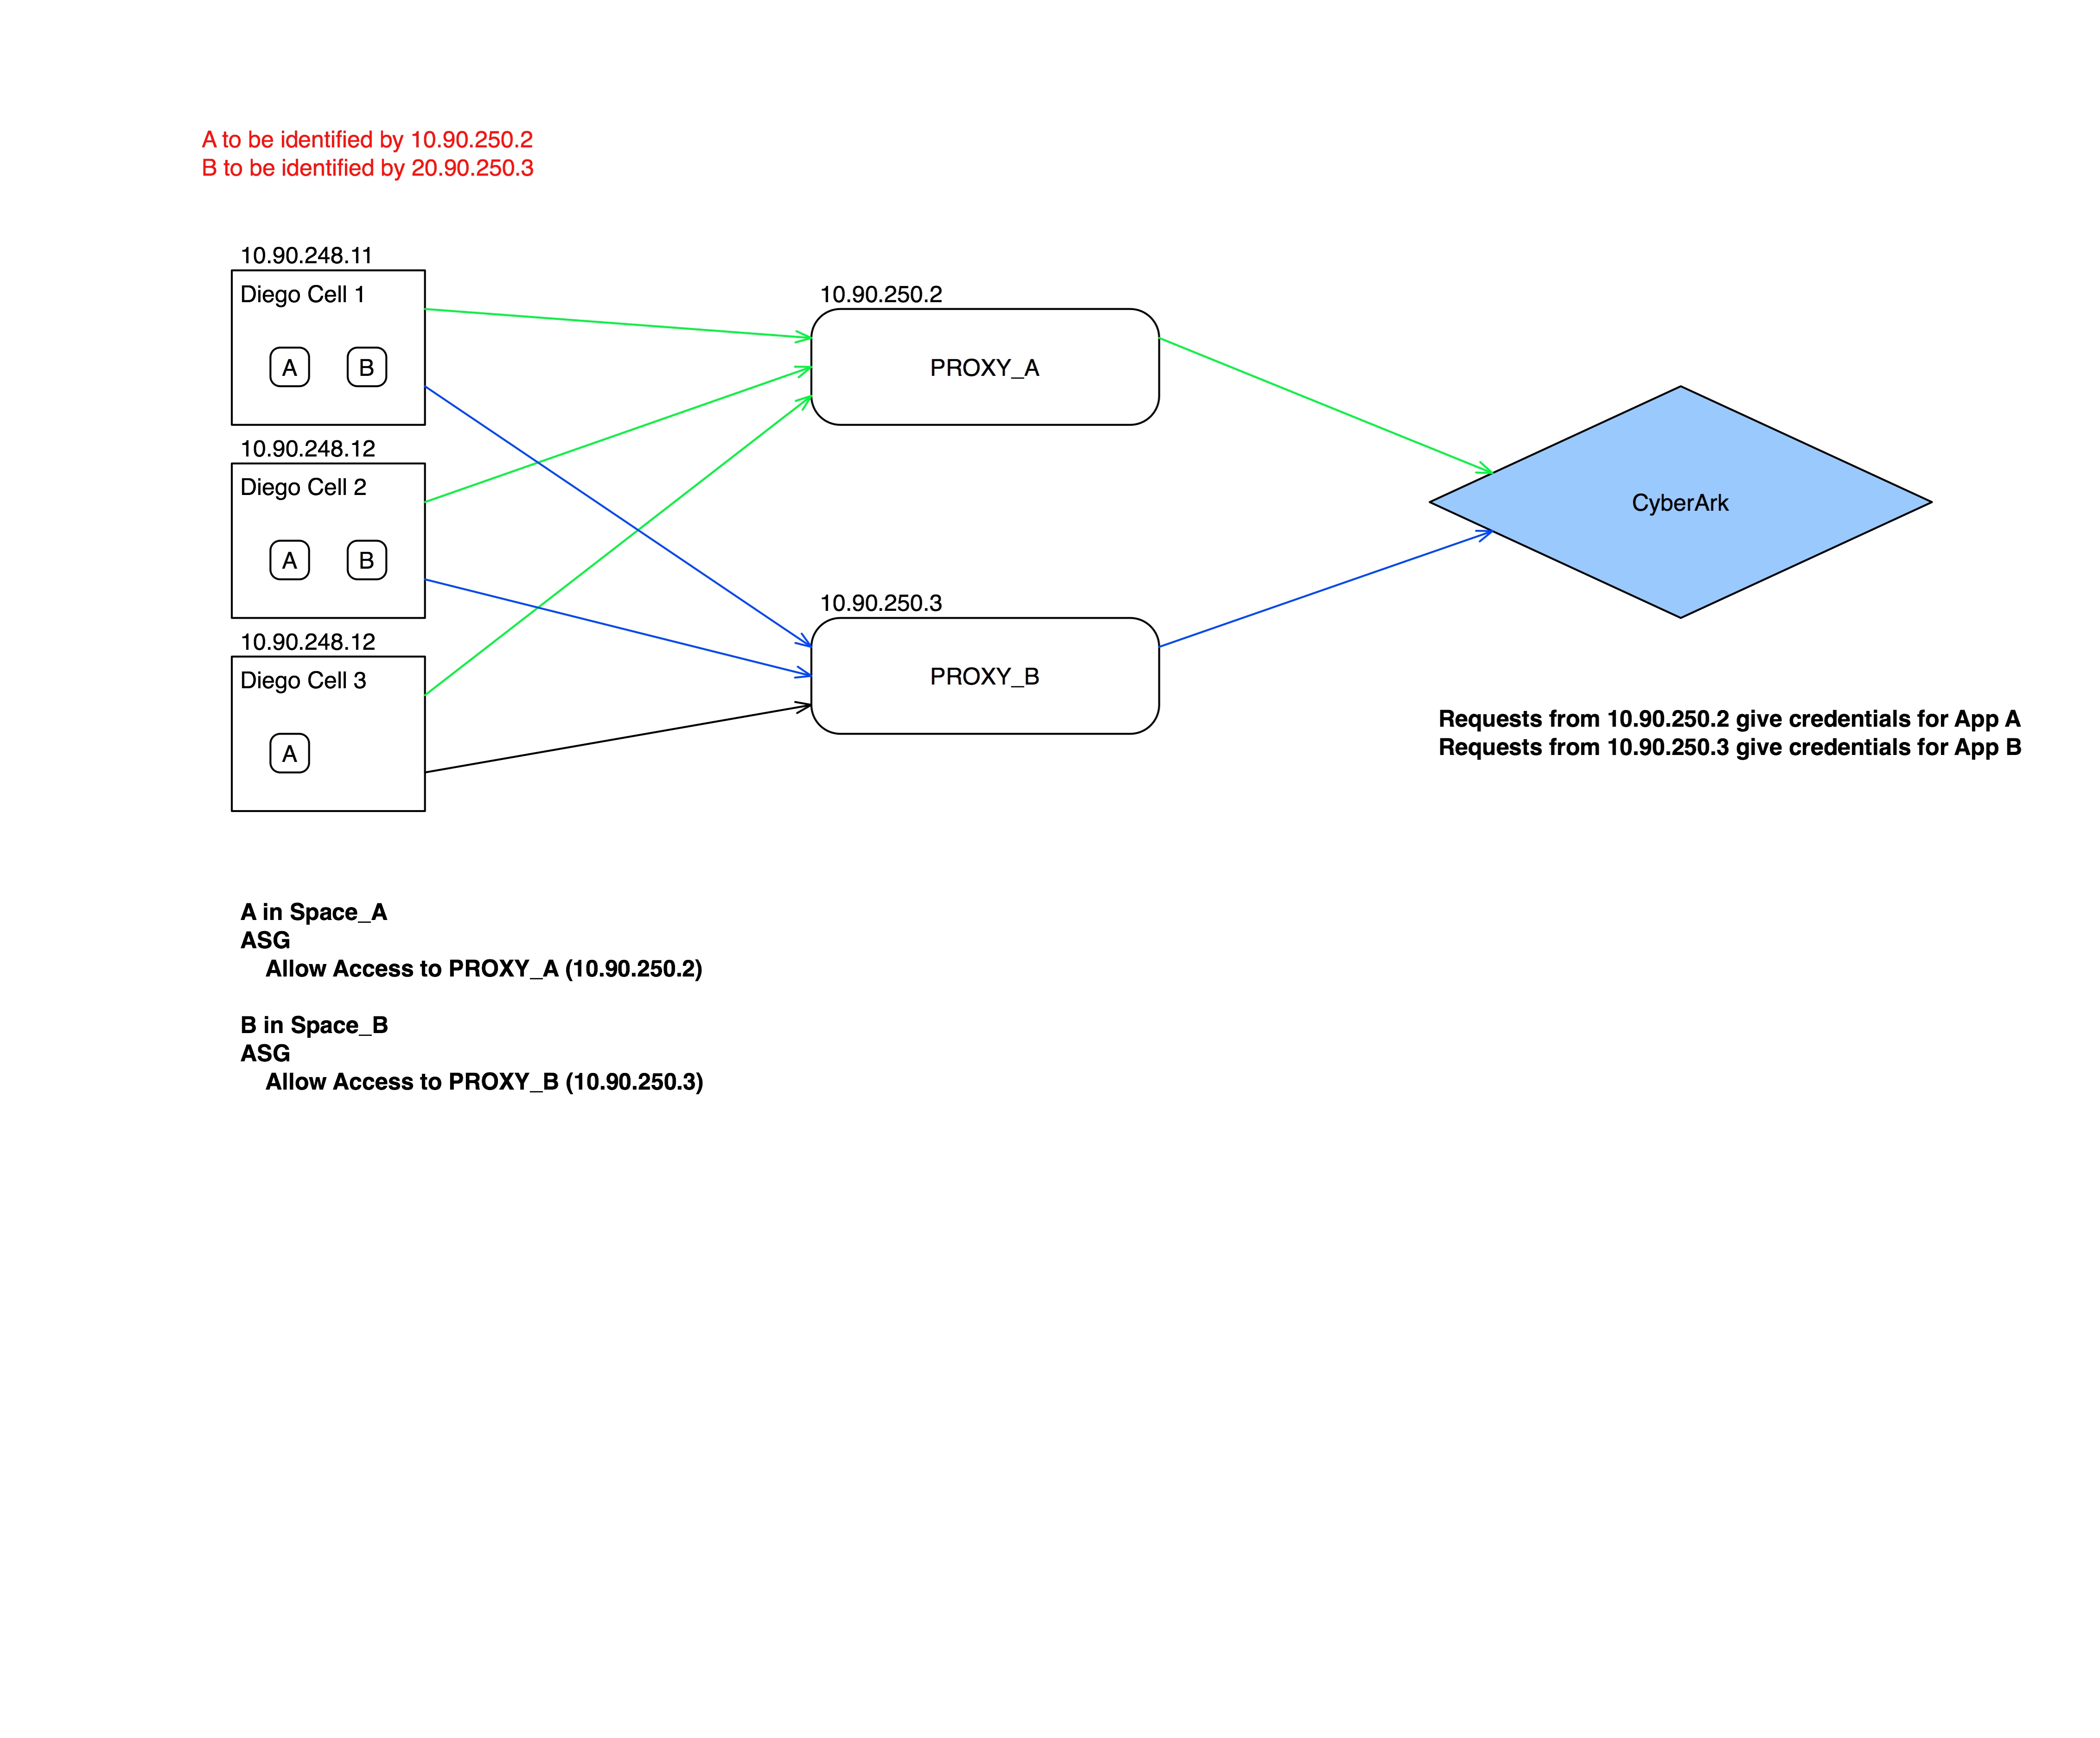 A to be identified by 10.90.250.2
B to be identified by 20.90.250.3
10.90.248.11
Diego Cell 1
A B
10.90.248.12
Diego Cell 2
A B
10.90.248.12
Diego Cell 3
A
10.90.250.2
PROXY_A
10.90.250.3
PROXY_B
CyberArk
Requests from 10.90.250.2 give credentials for App A
Requests from 10.90.250.3 give credentials for App B
A in Space_A
ASG
Allow Access to PROXY_A (10.90.250.2)
B in Space_B
ASG
Allow Access to PROXY_B (10.90.250.3)